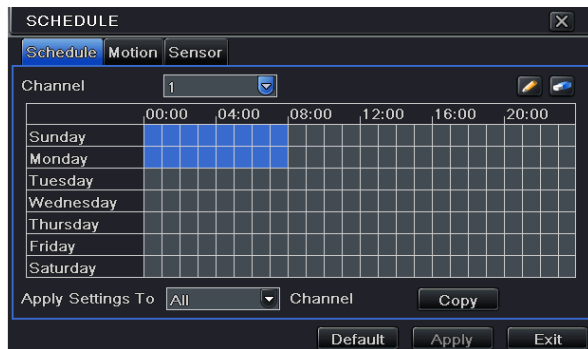 SCHEDULE
Schedule Motion Sensor
Channel 1
00:00 04:00 08:00 12:00 16:00 20:00
Sunday
Monday
Tuesday
Wednesday
Thursday
Friday
Saturday
Apply Settings To All Channel Copy
Default Apply Exit